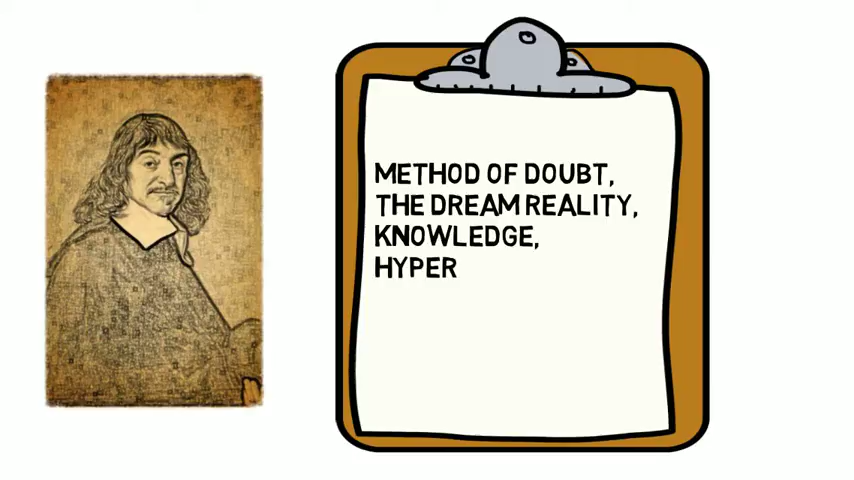 METHOD OF DOUBT,
THE DREAM REALITY,
KNOWLEDGE,
HYPER